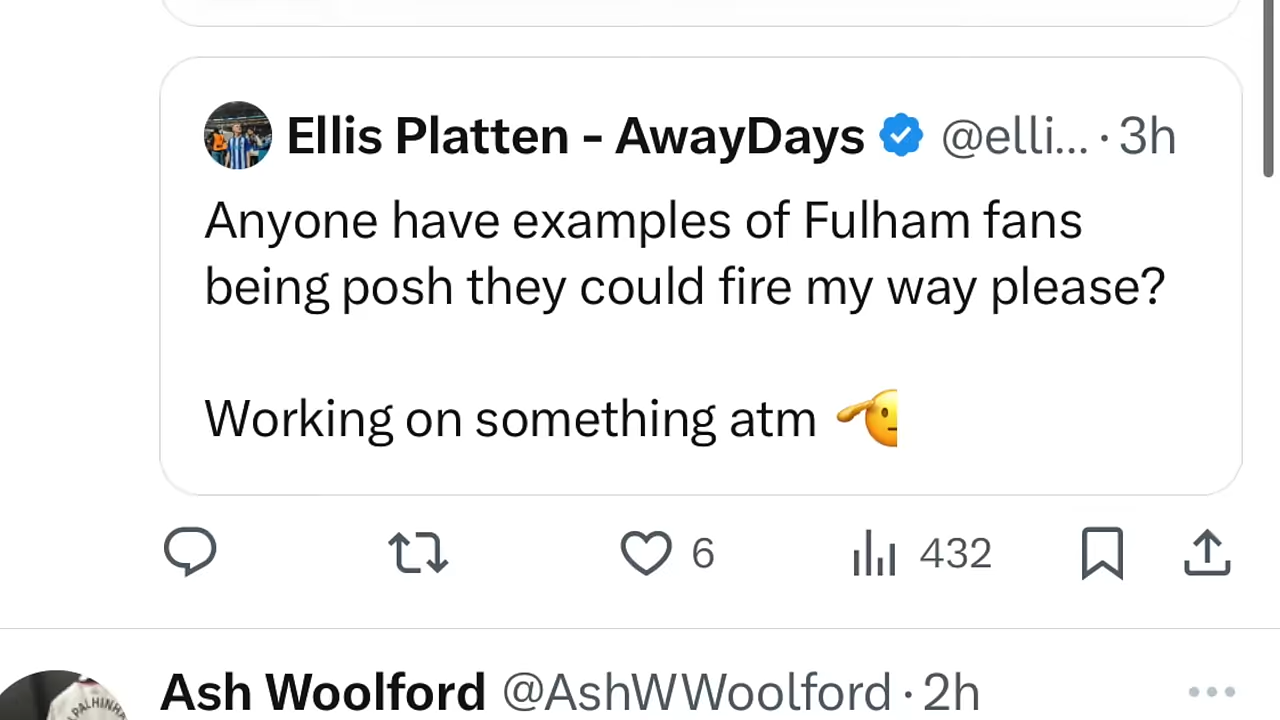 Ellis Platten - AwayDays @elli... · 3h
Anyone have examples of Fulham fans
being posh they could fire my way please?
Working on something atm
6 432
Ash Woolford @AshWWoolford · 2h
PALHINHA